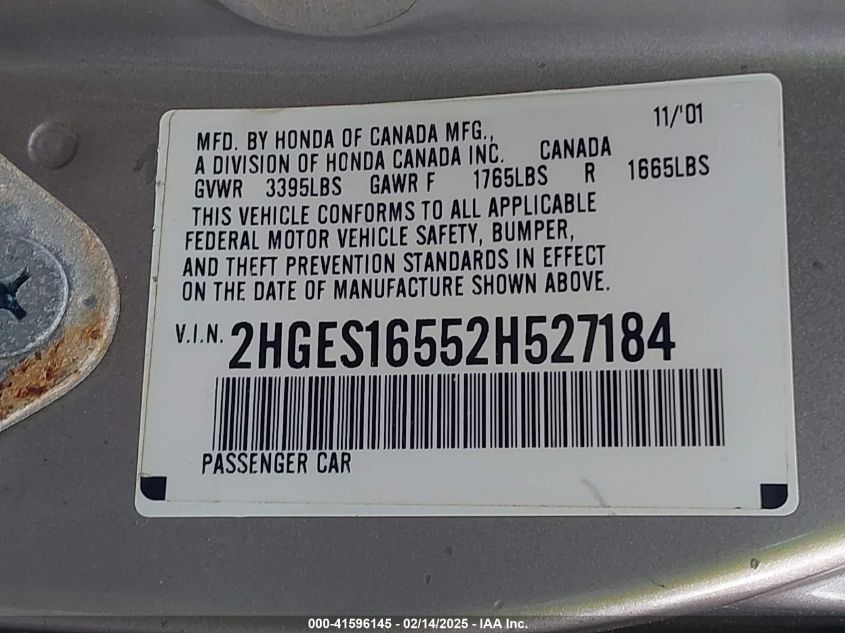 11/'01
MFD. BY HONDA OF CANADA MFG.,
A DIVISION OF HONDA CANADA INC. CANADA
GVWR 3395LBS GAWR F 1765LBS R 1665LBS
THIS VEHICLE CONFORMS TO ALL APPLICABLE
FEDERAL MOTOR VEHICLE SAFETY, BUMPER,
AND THEFT PREVENTION STANDARDS IN EFFECT
ON THE DATE OF MANUFACTURE SHOWN ABOVE.
V.I.N. 2HGES16552H527184
PASSENGER CAR
000-41596145 - 02/14/2025 - IAA Inc.